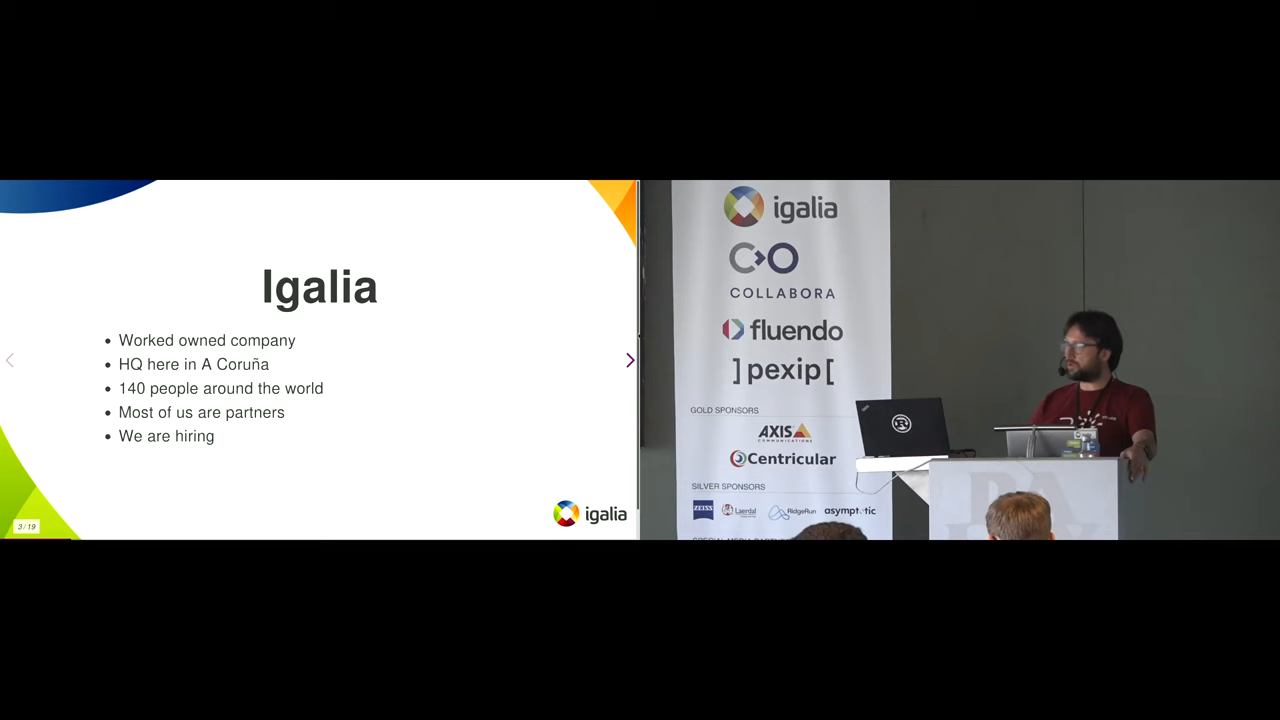 Igalia
Worked owned company
HQ here in A Coruña
140 people around the world
Most of us are partners
We are hiring
3 / 19
igalia
igalia
COLLABORA
fluendo
]pexip[
GOLD SPONSORS
AXIS
COMMUNICATIONS
Centricular
SILVER SPONSORS
ZEISS
Laerdal
RidgeRun
asymptotic